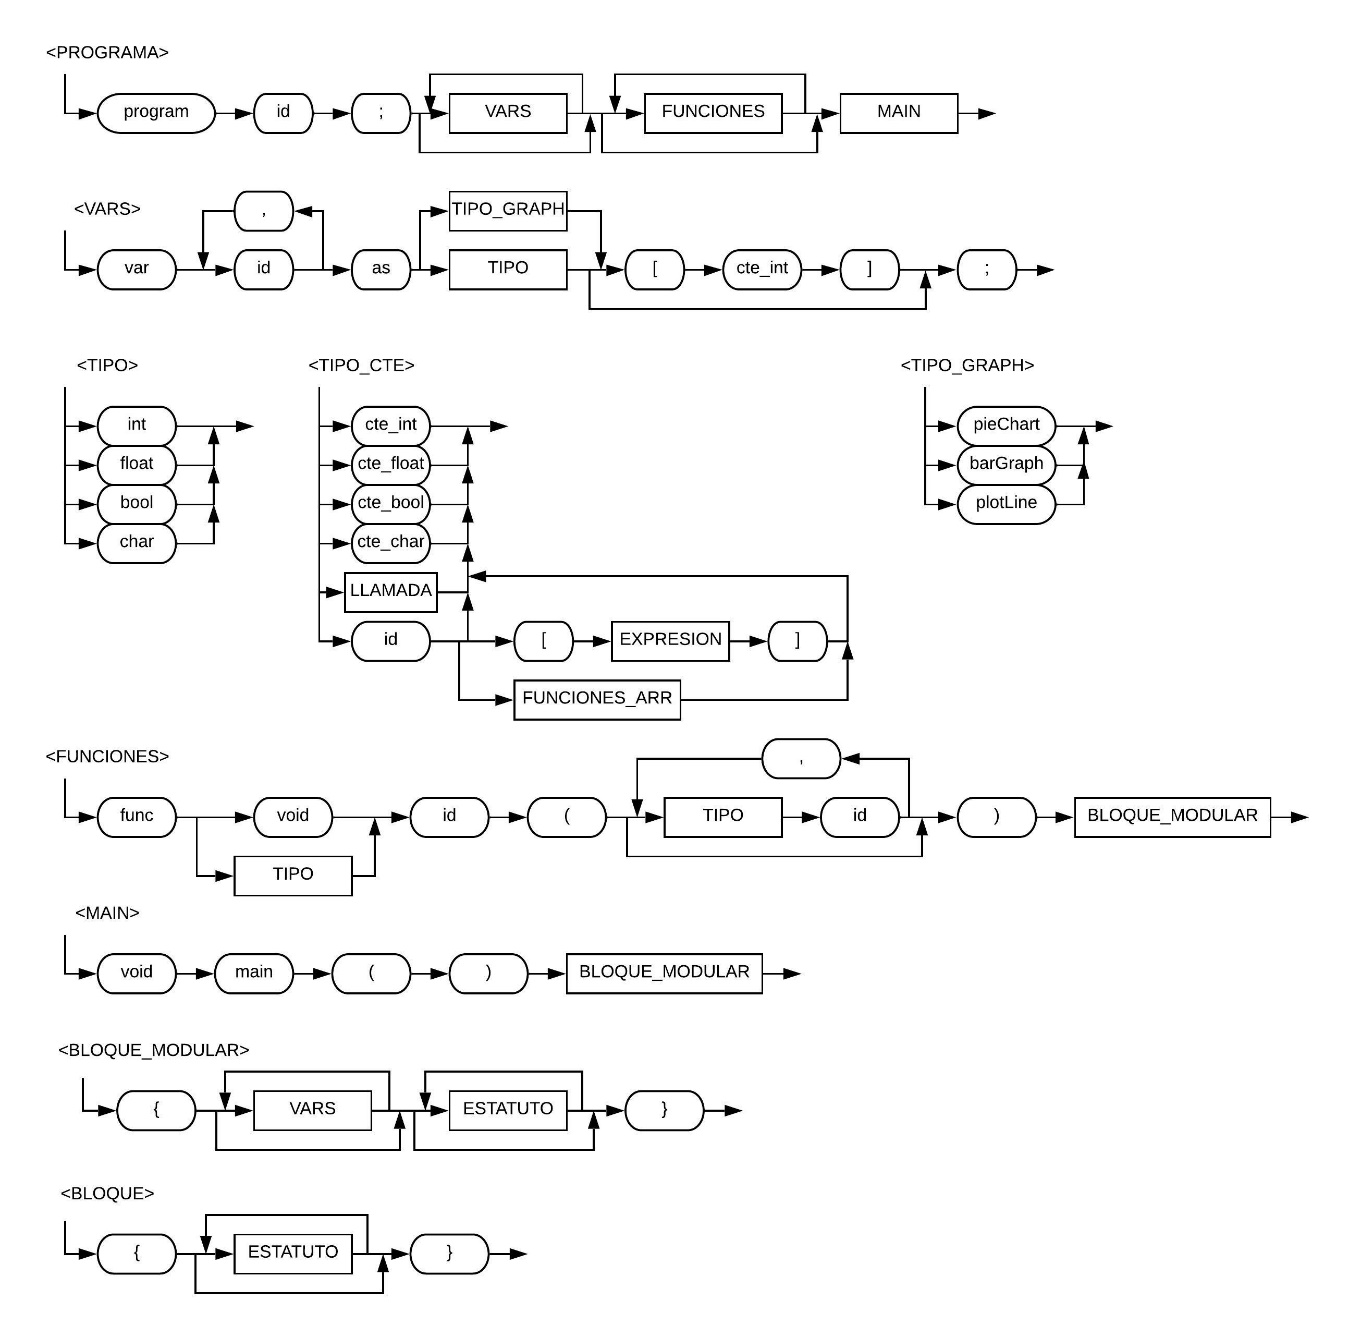 <PROGRAMA>
program id ; VARS FUNCIONES MAIN
<VARS> , TIPO_GRAPH
var id as TIPO [ cte_int ] ;
<TIPO> <TIPO_CTE> <TIPO_GRAPH>
int cte_int pieChart
float cte_float barGraph
bool cte_bool plotLine
char cte_char
LLAMADA
id [ EXPRESION ]
FUNCIONES_ARR
<FUNCIONES> ,
func void id ( TIPO id ) BLOQUE_MODULAR
TIPO
<MAIN>
void main ( ) BLOQUE_MODULAR
<BLOQUE_MODULAR>
{ VARS ESTATUTO }
<BLOQUE>
{ ESTATUTO }